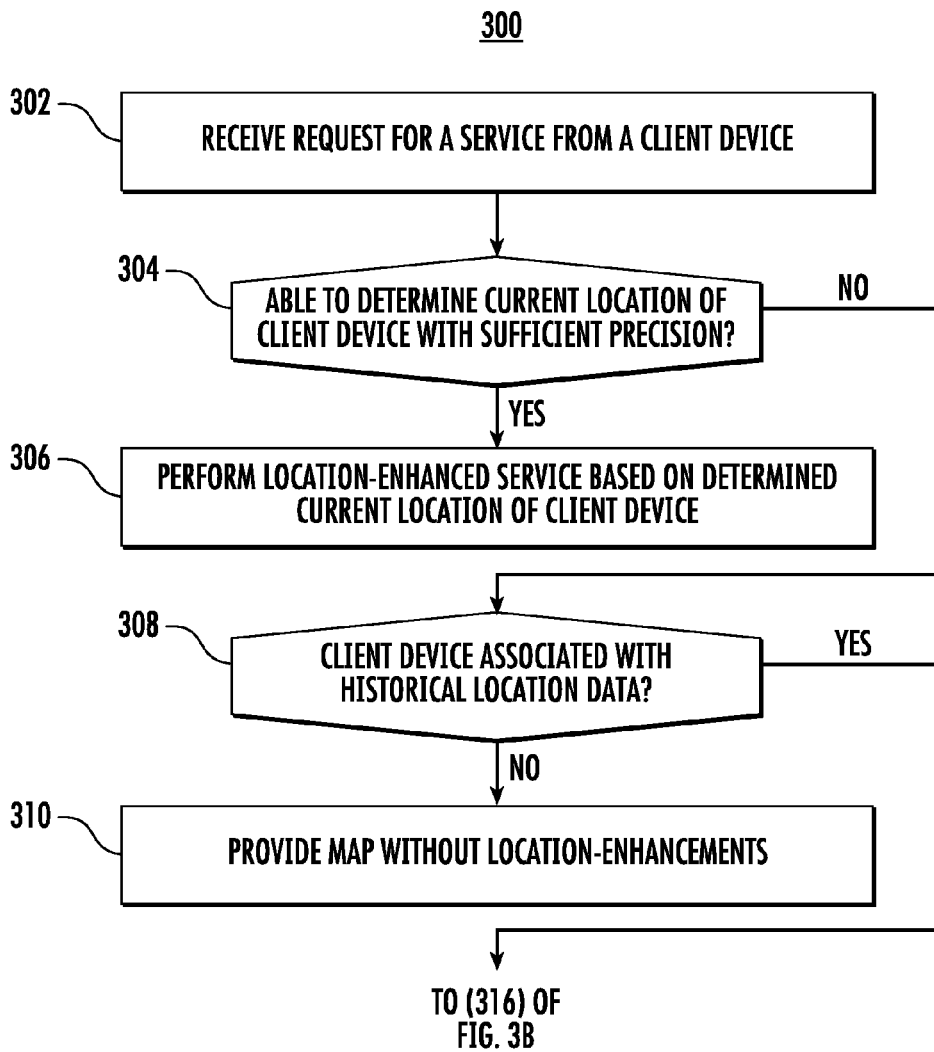 300
302
RECEIVE REQUEST FOR A SERVICE FROM A CLIENT DEVICE
304
ABLE TO DETERMINE CURRENT LOCATION OF
CLIENT DEVICE WITH SUFFICIENT PRECISION?
NO
YES
306
PERFORM LOCATION-ENHANCED SERVICE BASED ON DETERMINED
CURRENT LOCATION OF CLIENT DEVICE
308
CLIENT DEVICE ASSOCIATED WITH
HISTORICAL LOCATION DATA?
YES
NO
310
PROVIDE MAP WITHOUT LOCATION-ENHANCEMENTS
TO (316) OF
FIG. 3B